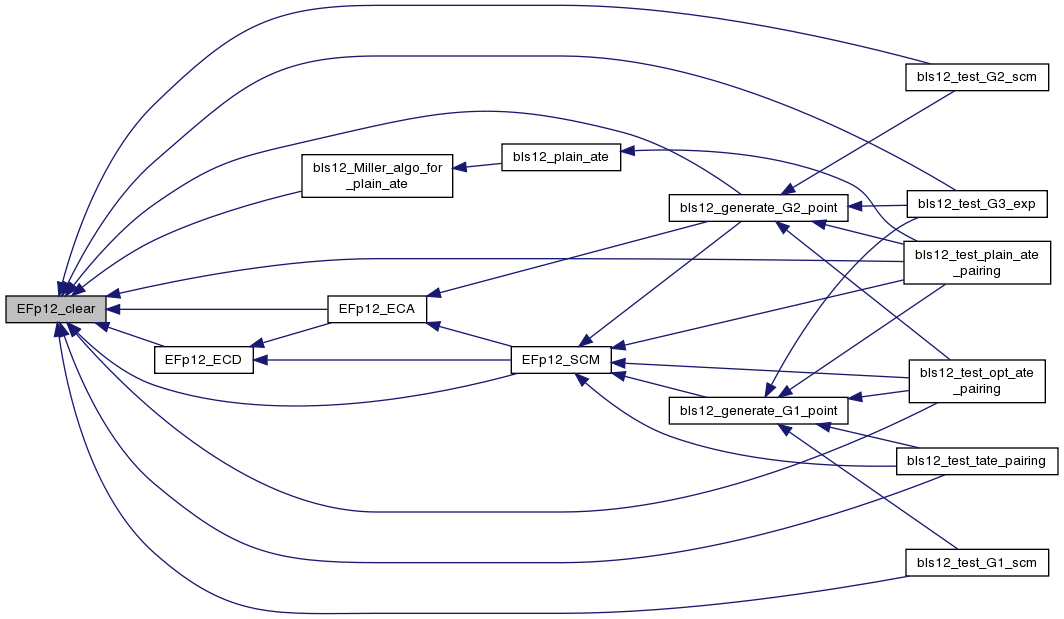 bls12_test_G2_scm
bls12_plain_ate
bls12_Miller_algo_for
_plain_ate
bls12_generate_G2_point
bls12_test_G3_exp
bls12_test_plain_ate
_pairing
EFp12_clear
EFp12_ECA
EFp12_ECD
EFp12_SCM
bls12_test_opt_ate
_pairing
bls12_generate_G1_point
bls12_test_tate_pairing
bls12_test_G1_scm